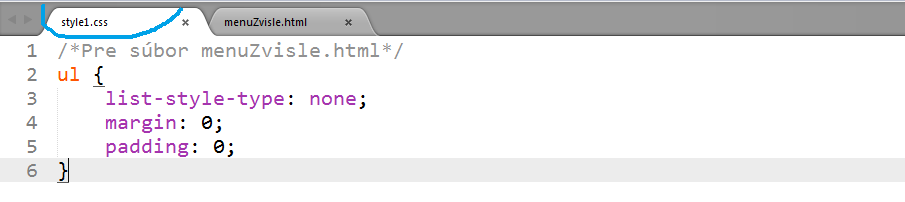 style1.css × menuZvisle.html ×
1 /*Pre súbor menuZvisle.html*/
2 ul {
3 list-style-type: none;
4 margin: 0;
5 padding: 0;
6 }